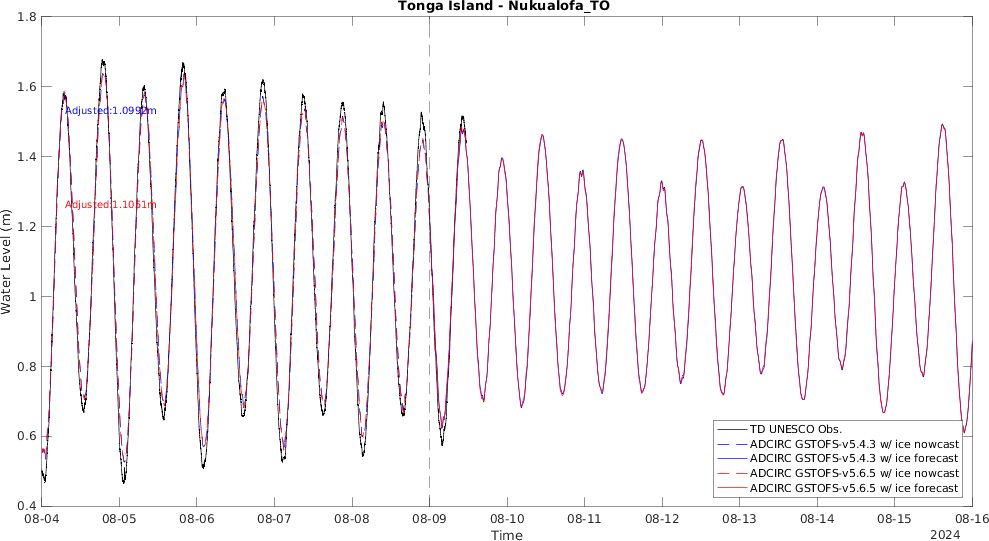 Tonga Island - Nukualofa_TO
1.8
1.6
1.4
1.2
1
0.8
0.6
0.4
Water Level (m)
Adjusted:1.0992m
Adjusted:1.1051m
TD UNESCO Obs.
ADCIRC GSTOFS-v5.4.3 w/ ice nowcast
ADCIRC GSTOFS-v5.4.3 w/ ice forecast
ADCIRC GSTOFS-v5.6.5 w/ ice nowcast
ADCIRC GSTOFS-v5.6.5 w/ ice forecast
08-04 08-05 08-06 08-07 08-08 08-09 08-10 08-11 08-12 08-13 08-14 08-15 08-16
Time
2024